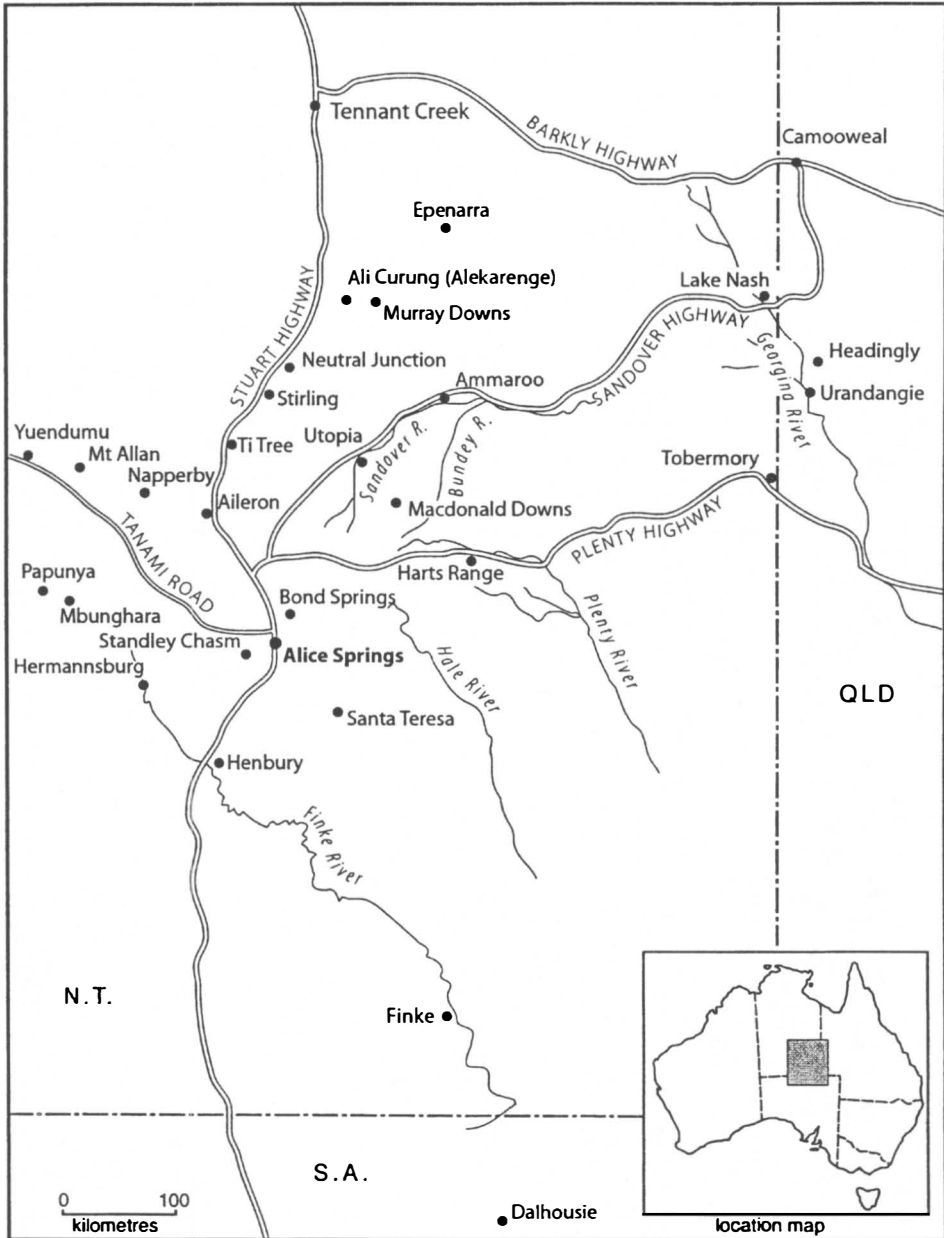 Tennant Creek
BARKLY HIGHWAY
Camooweal
Epenarra
Ali Curung (Alekarenge)
Murray Downs
Lake Nash
STUART HIGHWAY
Neutral Junction
Stirling
Ammaroo
SANDOVER HIGHWAY
Georgina River
Headingly
Urandangie
Yuendumu
Mt Allan
Napperby
Ti Tree
Utopia
Sandover R.
Bundey R.
Tobermory
Aileron
Macdonald Downs
TANAMI ROAD
PLENTY HIGHWAY
Harts Range
Papunya
Mbunghara
Bond Springs
Plenty River
Standley Chasm
Alice Springs
Hermannsburg
Hale River
QLD
Santa Teresa
Henbury
Finke River
N.T.
Finke
S.A.
0 100
kilometres
Dalhousie
location map